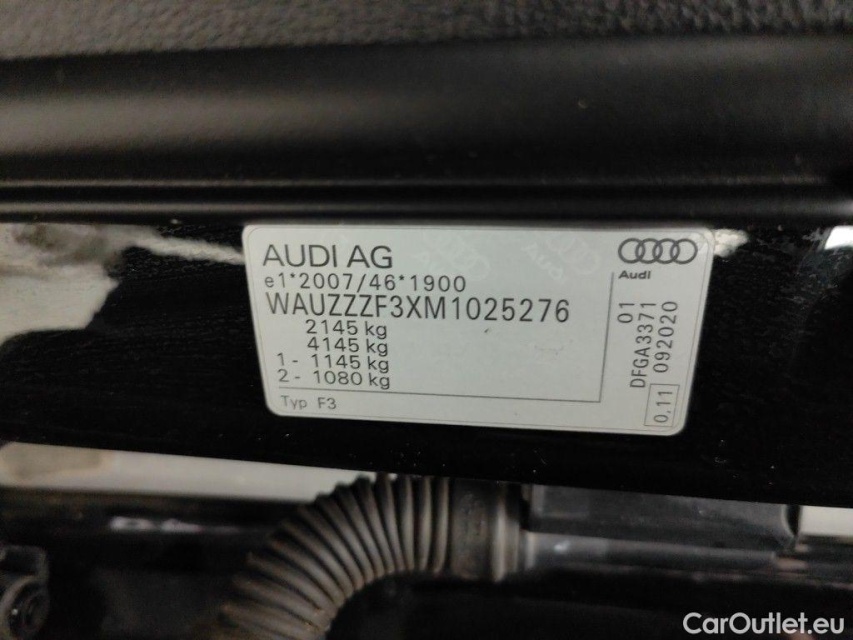 AUDI AG
e1*2007/46*1900
WAUZZZF3XM1025276
2145 kg
4145 kg
1 - 1145 kg
2 - 1080 kg
Typ F3
Audi
01
DFGA3371
092020
0,11
CarOutlet.eu